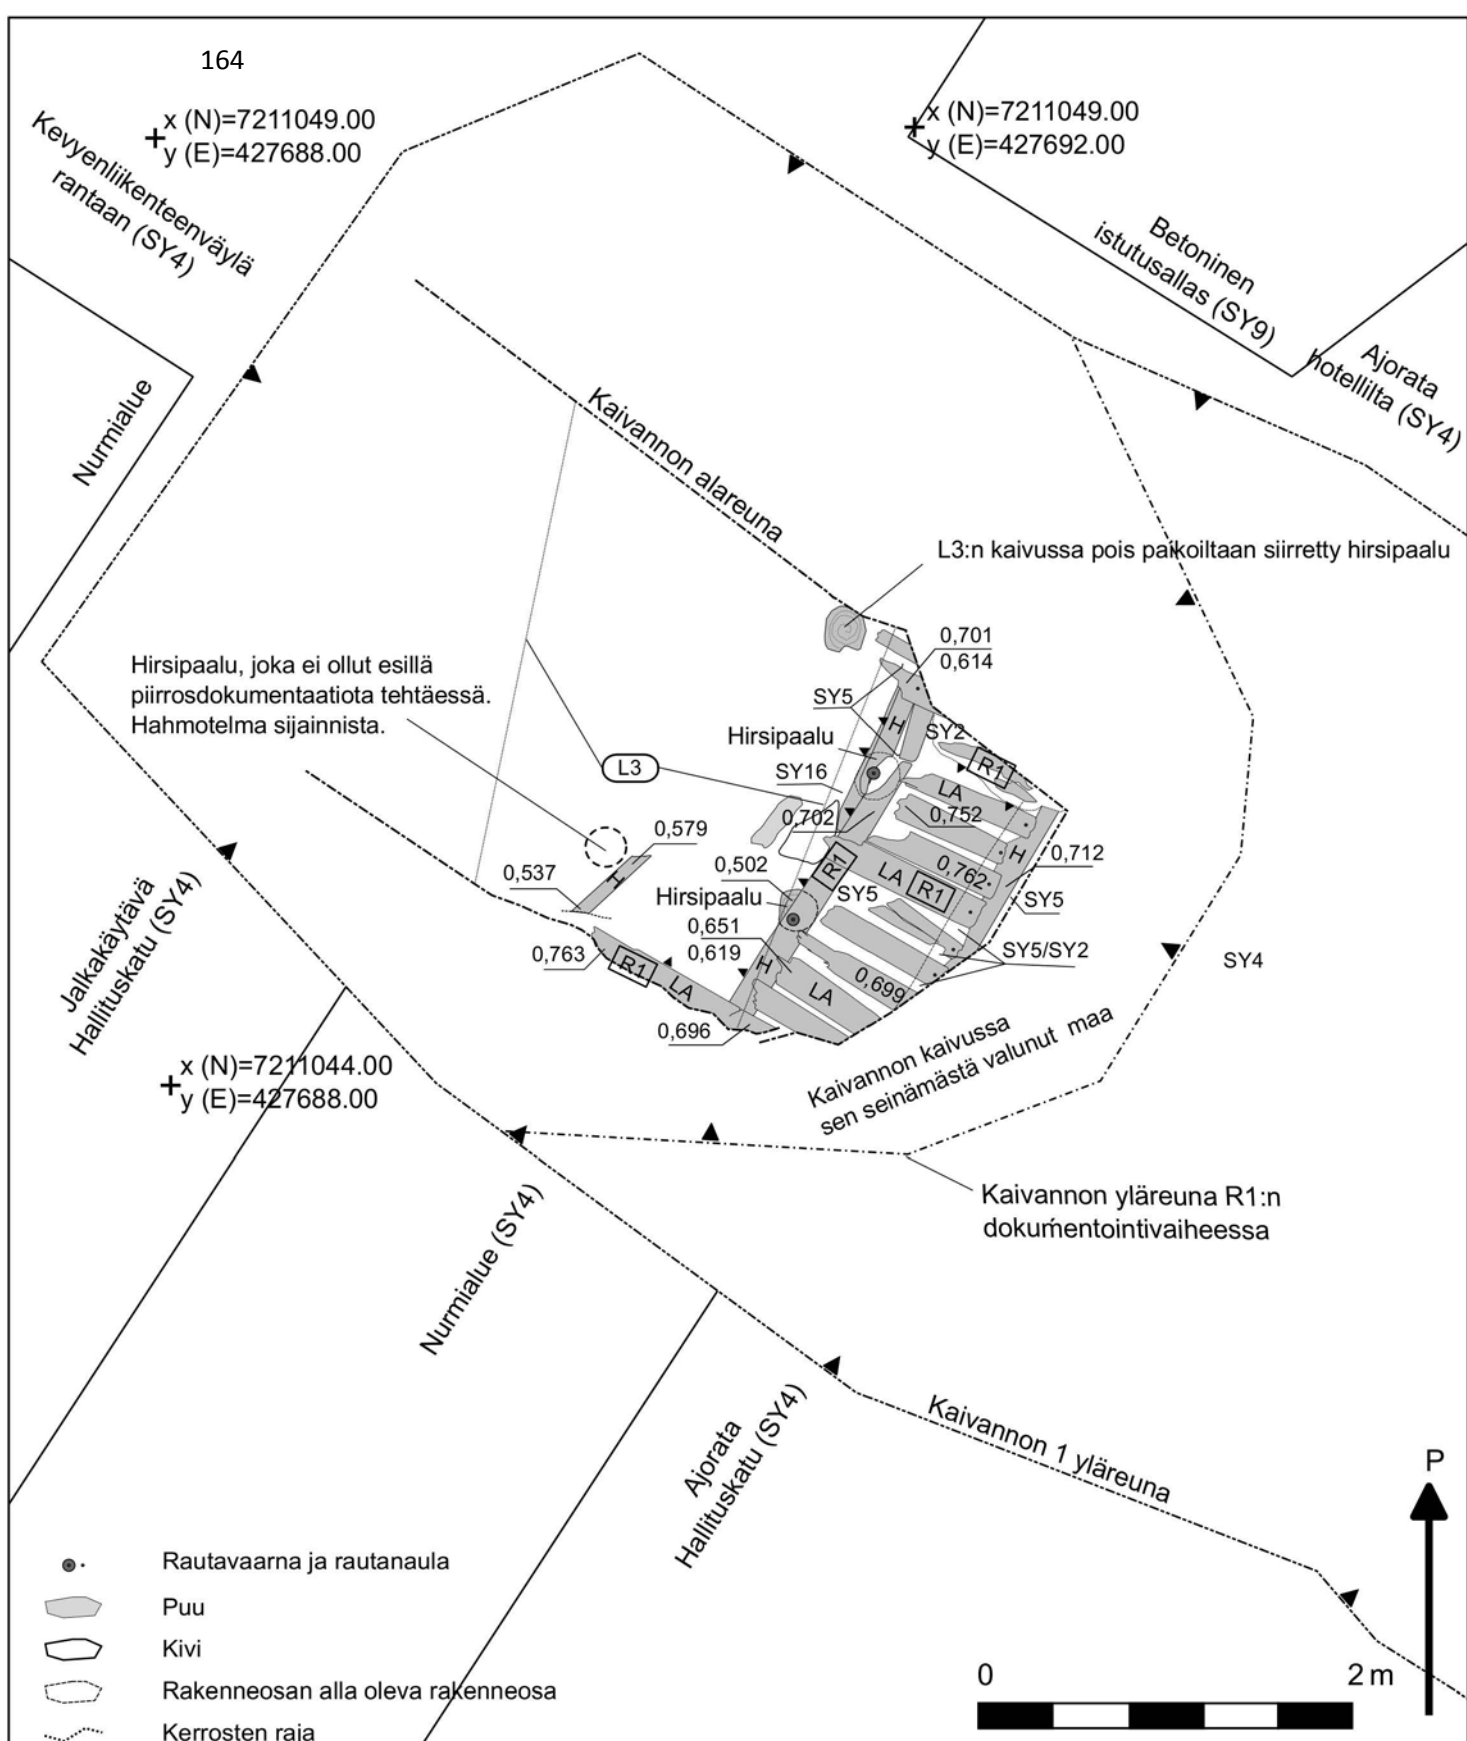 164
x (N)=7211049.00
y (E)=427688.00
x (N)=7211049.00
y (E)=427692.00
Kevyenliikenteenväylä
rantaan (SY4)
Betoninen
istutusallas (SY9)
Ajorata
hotellilta (SY4)
Nurmialue
Kaivannon alareuna
L3:n kaivussa pois paikoiltaan siirretty hirsipaalu
0,701
0,614
Hirsipaalu, joka ei ollut esillä
piirrosdokumentaatiota tehtäessä.
Hahmotelma sijainnista.
SY5
H
SY2
Hirsipaalu
R1
L3
SY16
LA
0,702
0,752
0,579
H
0,712
R1
0,502
0,762
LA
R1
0,537
H
Hirsipaalu
SY5
SY5
0,651
0,619
SY5/SY2
0,763
R1
LA
H
LA
0,699
SY4
0,696
Jalkakäytävä
Hallituskatu (SY4)
x (N)=7211044.00
y (E)=427688.00
Kaivannon kaivussa
sen seinämästä valunut maa
Kaivannon yläreuna R1:n
dokumentointivaiheessa
Nurmialue (SY4)
Ajorata
Hallituskatu (SY4)
Kaivannon 1 yläreuna
P
Rautavaarna ja rautanaula
Puu
Kivi
Rakenneosan alla oleva rakenneosa
Kerrosten raja
0
2 m